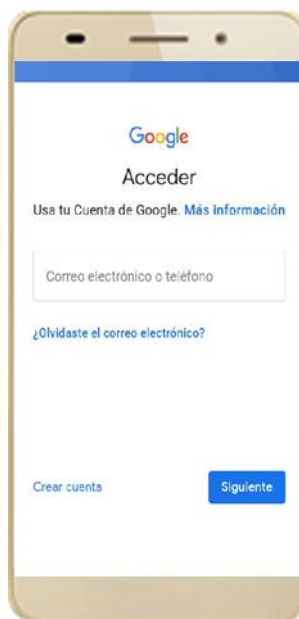 Google
Acceder
Usa tu Cuenta de Google. Más información
Correo electrónico o teléfono
¿Olvidaste el correo electrónico?
Crear cuenta
Siguiente